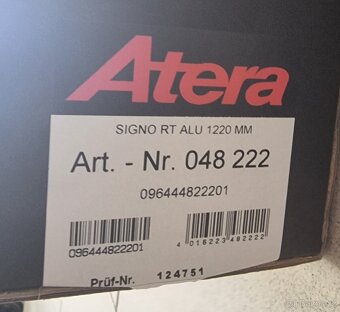 Atera
SIGNO RT ALU 1220 MM
Art. - Nr. 048 222
096444822201
096444822201
4 016223 482222
Prüf-Nr. 124751